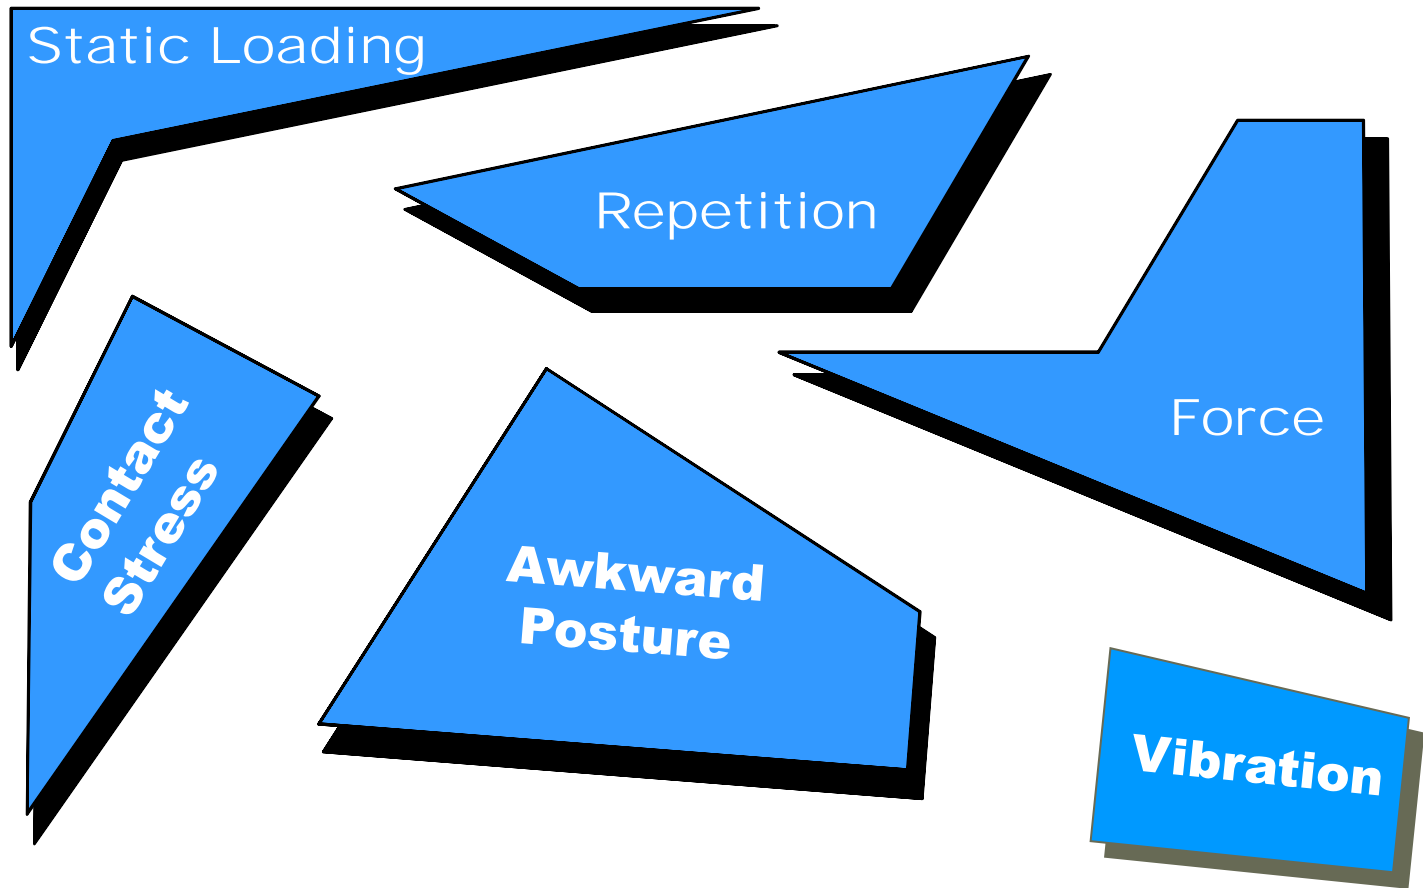 Static Loading
Repetition
Force
Contact
Stress
Awkward
Posture
Vibration